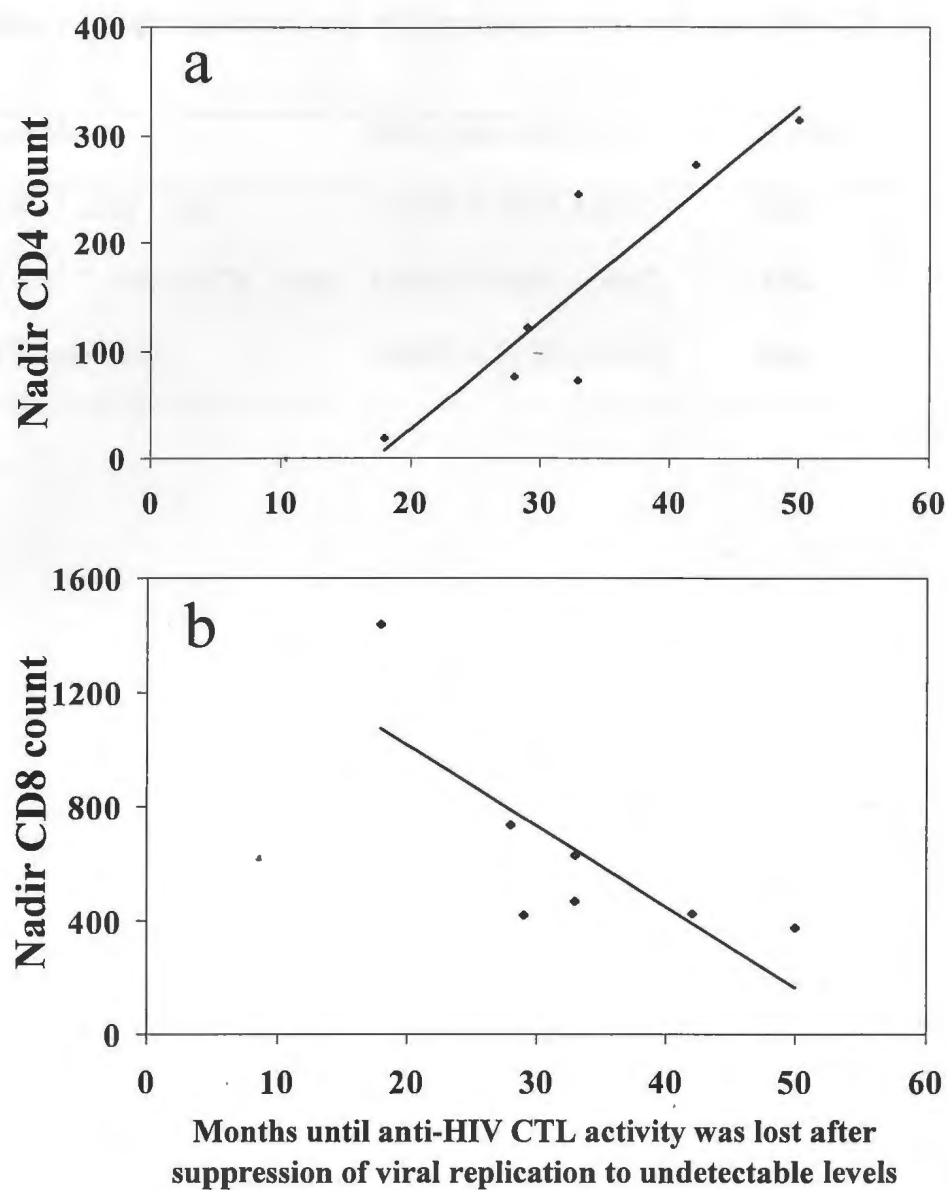 a
Nadir CD4 count
400
300
200
100
0
0 10 20 30 40 50 60
b
Nadir CD8 count
1600
1200
800
400
0
0 10 20 30 40 50 60
Months until anti-HIV CTL activity was lost after
suppression of viral replication to undetectable levels